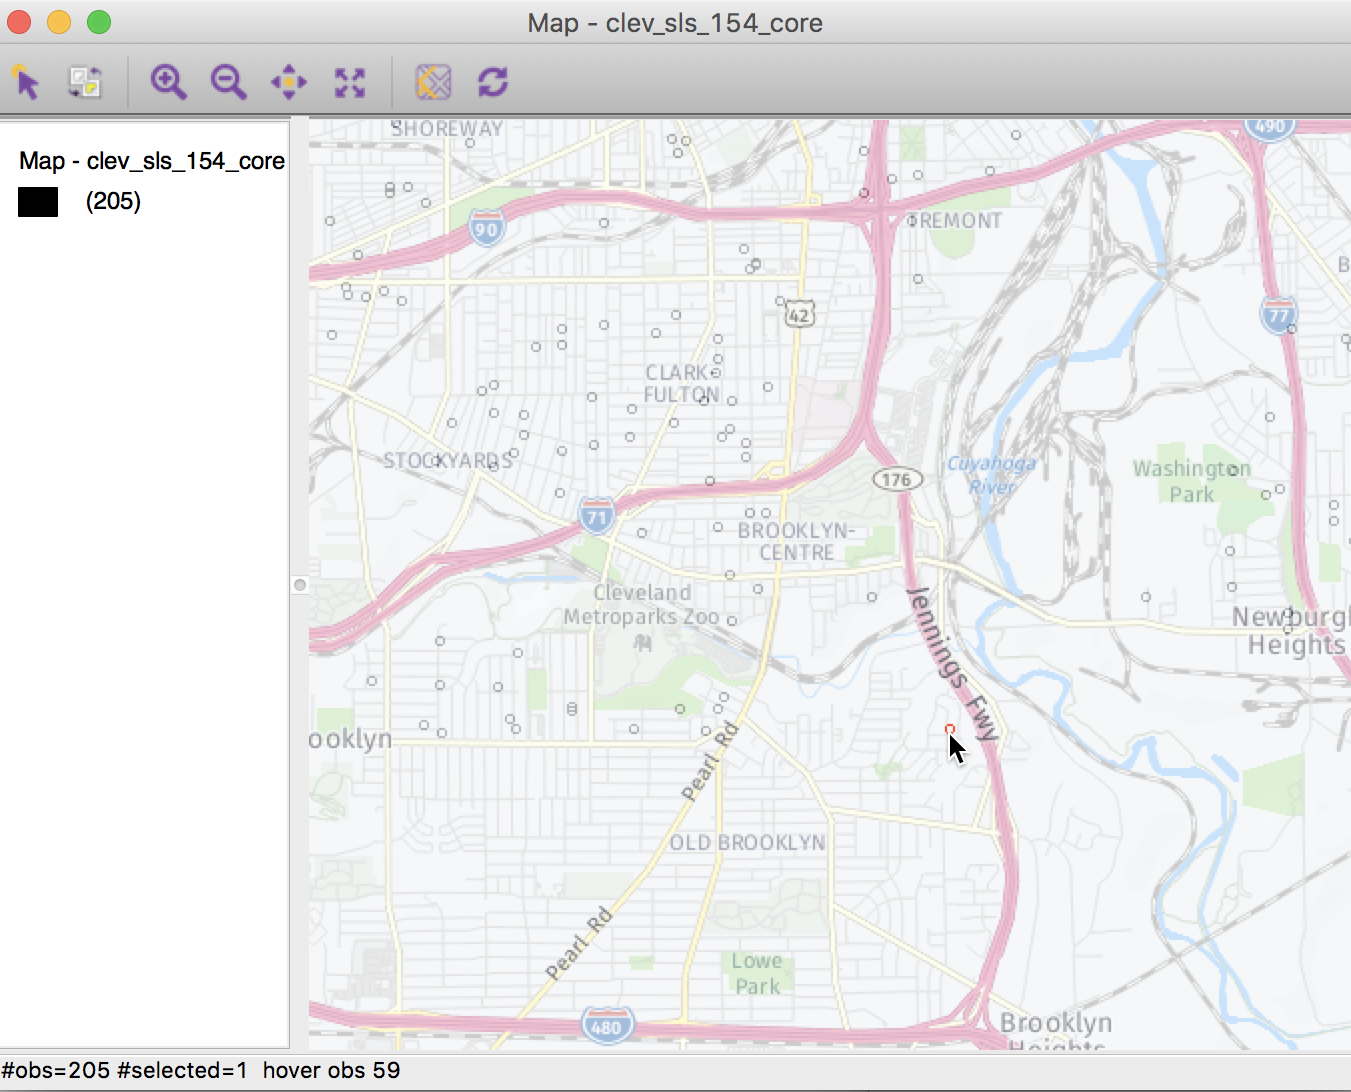 Map - clev_sls_154_core
Map - clev_sls_154_core
(205)
SHOREWAY
490
90
TREMONT
B
42
77
CLARK-
FULTON
STOCKYARDS
176
Cuyahoga
River
Washington
Park
71
BROOKLYN-
CENTRE
Cleveland
Metroparks Zoo
Jennings Fwy
Newburgh
Heights
ooklyn
Pearl Rd
OLD BROOKLYN
Pearl Rd
Lowe
Park
480
Brooklyn
Heights
#obs=205 #selected=1 hover obs 59